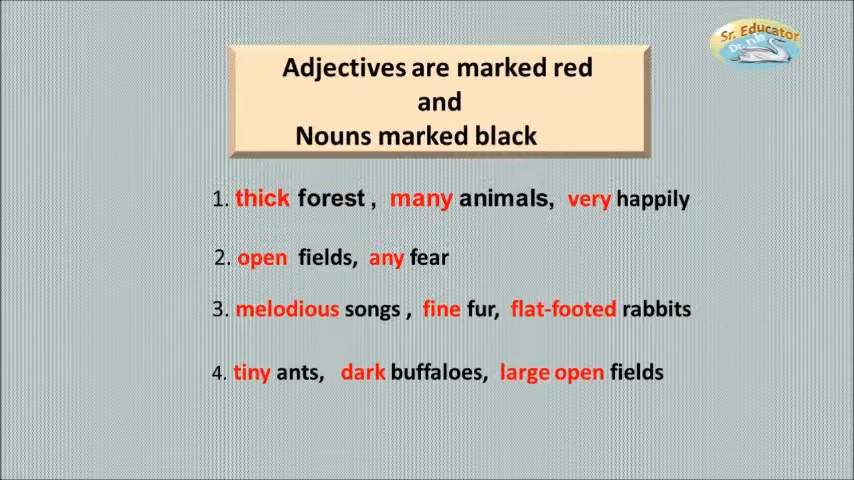 Sr. Educator
Dr. nis
Adjectives are marked red
and
Nouns marked black
1. thick forest , many animals, very happily
2. open fields, any fear
3. melodious songs , fine fur, flat-footed rabbits
4. tiny ants, dark buffaloes, large open fields